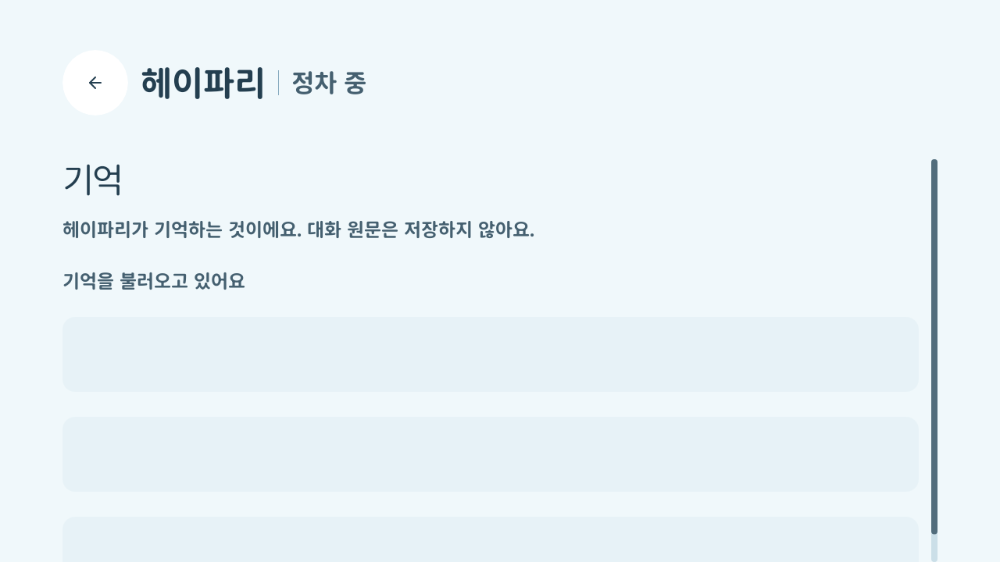 헤이파리 정차 중
기억
헤이파리가 기억하는 것이에요. 대화 원문은 저장하지 않아요.
기억을 불러오고 있어요